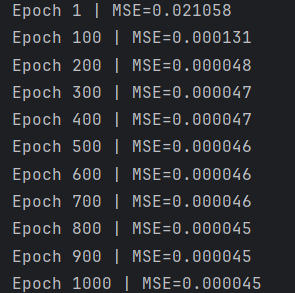 Epoch 1 | MSE=0.021058
Epoch 100 | MSE=0.000131
Epoch 200 | MSE=0.000048
Epoch 300 | MSE=0.000047
Epoch 400 | MSE=0.000047
Epoch 500 | MSE=0.000046
Epoch 600 | MSE=0.000046
Epoch 700 | MSE=0.000046
Epoch 800 | MSE=0.000045
Epoch 900 | MSE=0.000045
Epoch 1000 | MSE=0.000045